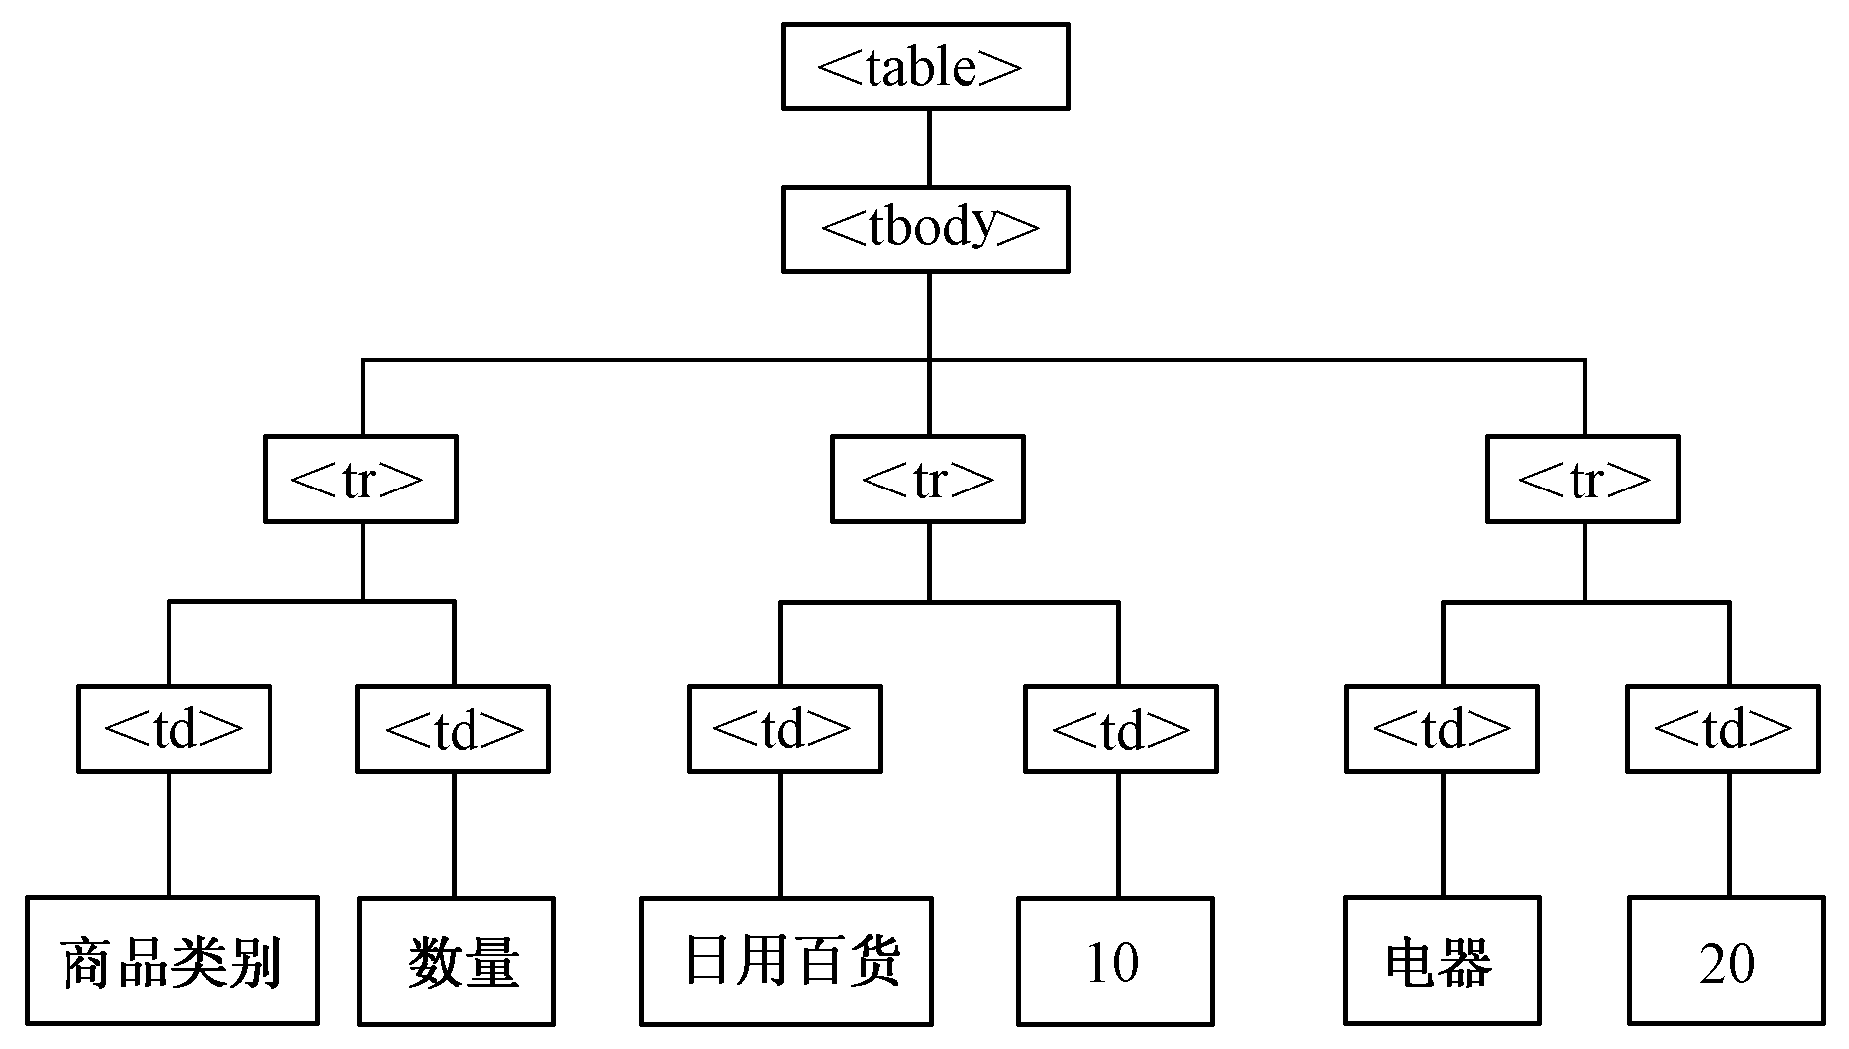 <table>
<tbody>
<tr> <tr> <tr>
<td> <td> <td> <td> <td> <td>
商品类别 数量 日用百货 10 电器 20